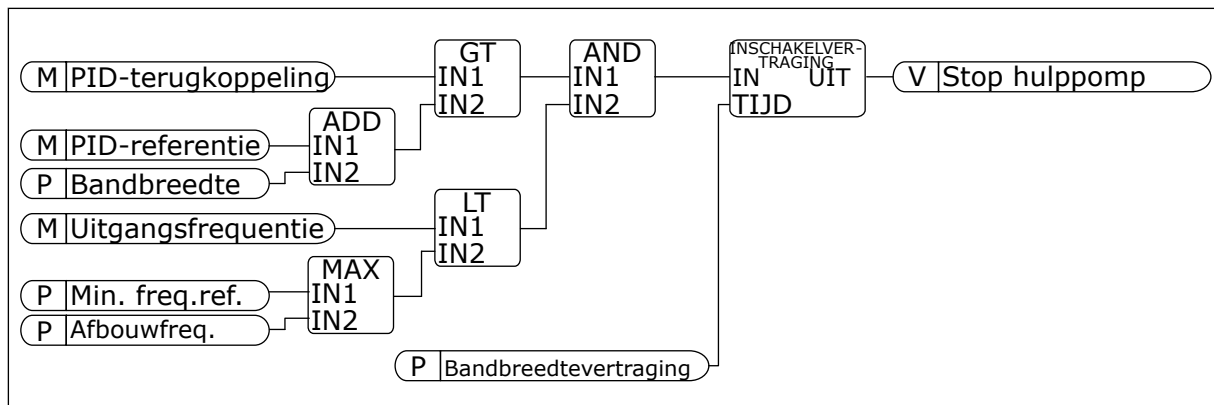 GT
AND
INSCHAKELVER-
TRAGING
M PID-terugkoppeling
IN1
IN1
IN UIT
V Stop hulppomp
IN2
IN2
TIJD
ADD
M PID-referentie
IN1
IN2
P Bandbreedte
LT
M Uitgangsfrequentie
IN1
IN2
MAX
P Min. freq.ref.
IN1
IN2
P Afbouwfreq.
P Bandbreedtevertraging